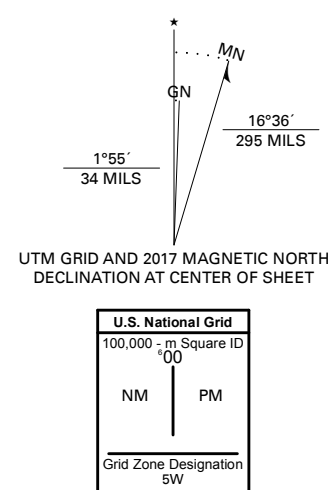 ★
MN
GN
1°55´
34 MILS
16°36´
295 MILS
UTM GRID AND 2017 MAGNETIC NORTH
DECLINATION AT CENTER OF SHEET
U.S. National Grid
100,000 - m Square ID
⁶00
NM PM
Grid Zone Designation
5W